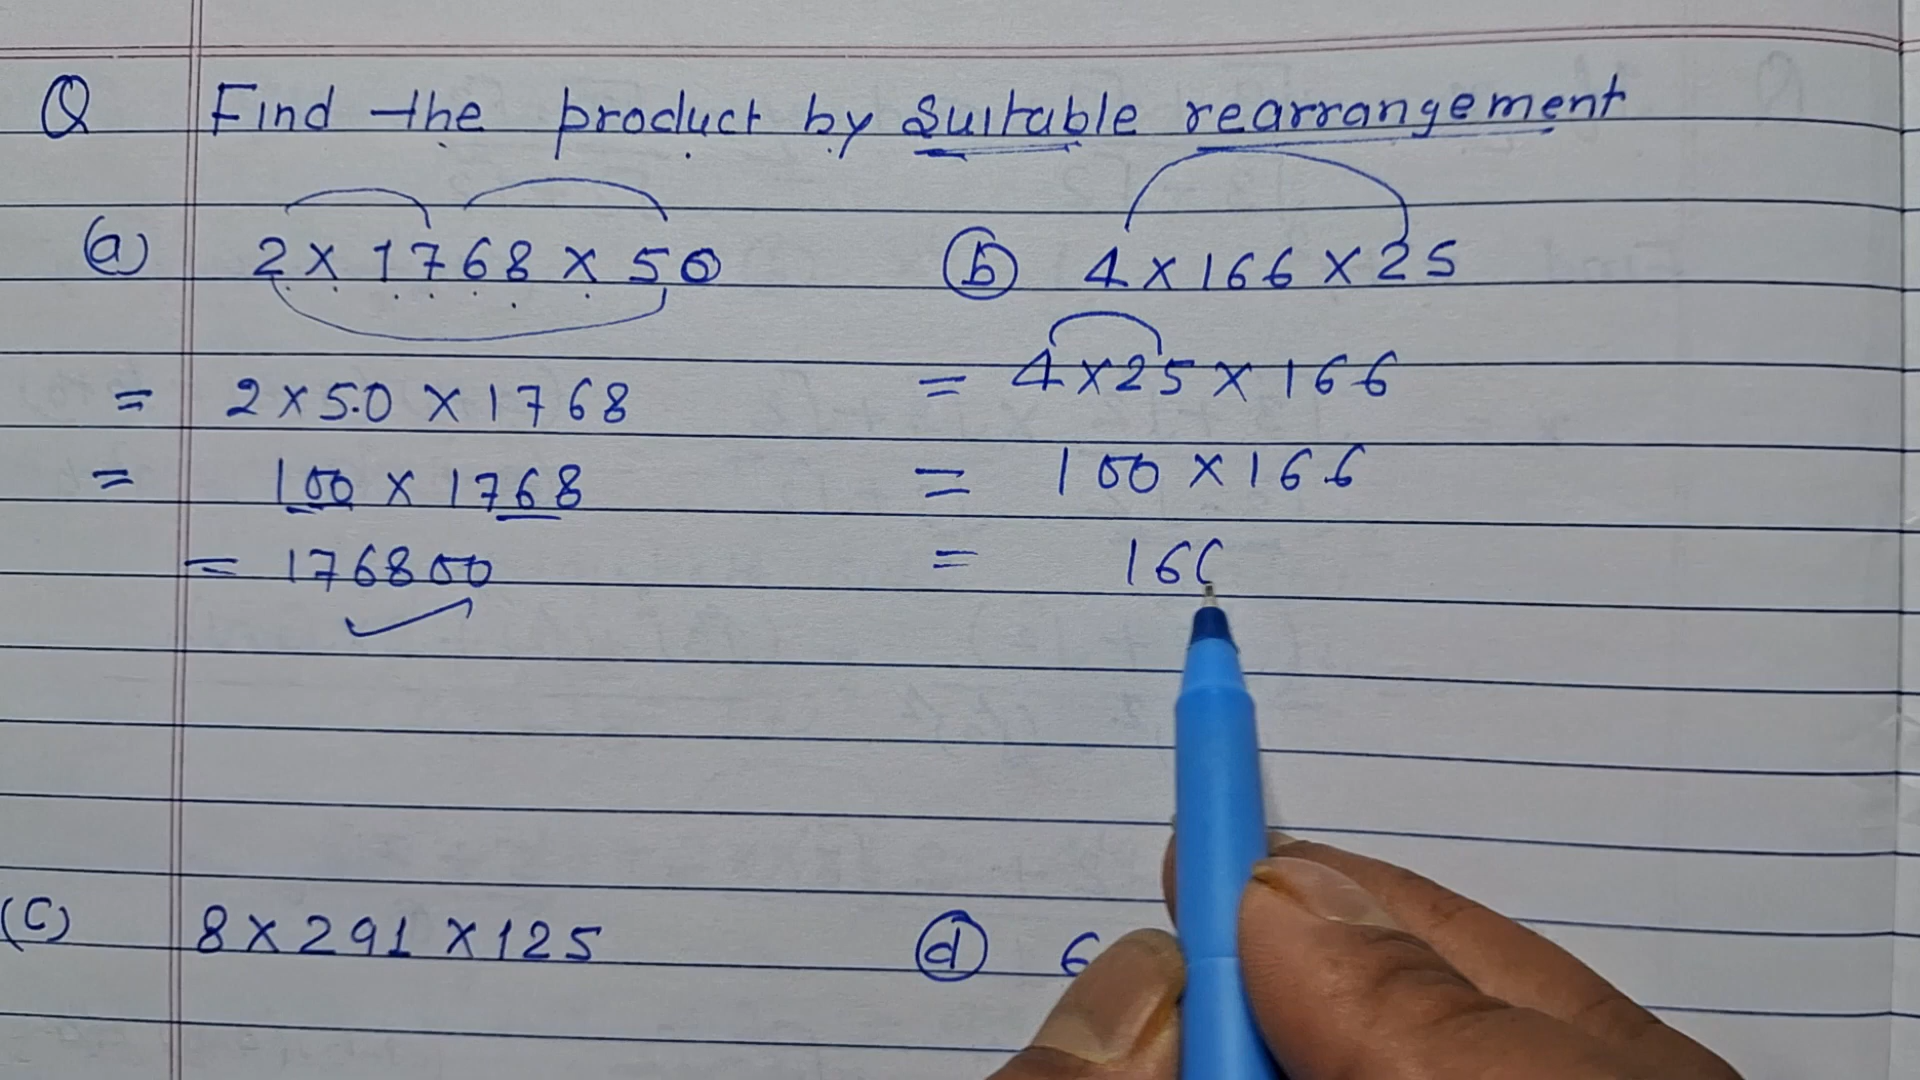 Q Find the product by Suitable rearrangement
(a) 2 × 1768 × 50
(b) 4 × 166 × 25
= 2 × 50 × 1768
= 4 × 25 × 166
= 100 × 1768
= 100 × 166
= 176800
= 166
(C) 8 × 291 × 125
(d) 6